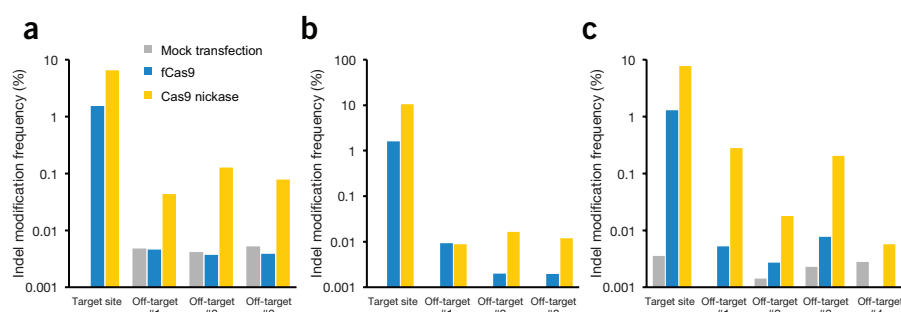 a
Mock transfection
fCas9
Cas9 nickase
Indel modification frequency (%)
10
1
0.1
0.01
0.001
Target site Off-target Off-target Off-target
b
Indel modification frequency (%)
100
10
1
0.1
0.01
0.001
Target site Off-target Off-target Off-target
c
Indel modification frequency (%)
10
1
0.1
0.01
0.001
Target site Off-target Off-target Off-target Off-target